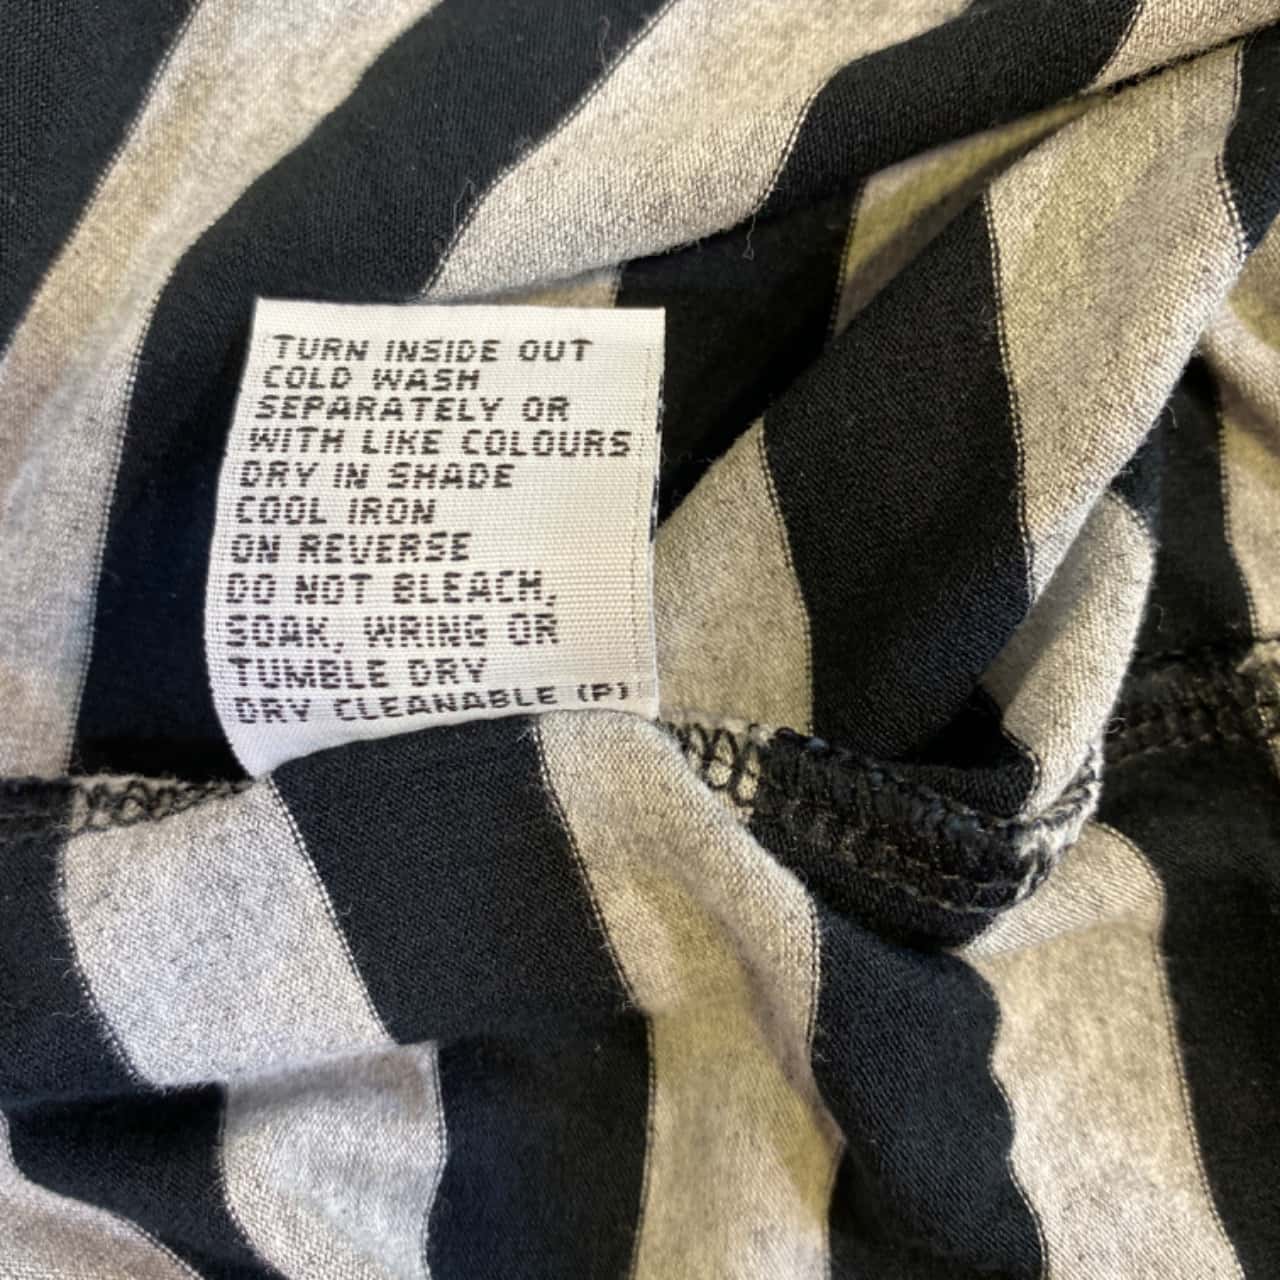 TURN INSIDE OUT
COLD WASH
SEPARATELY OR
WITH LIKE COLOURS
DRY IN SHADE
COOL IRON
ON REVERSE
DO NOT BLEACH,
SOAK, WRING OR
TUMBLE DRY
DRY CLEANABLE (P)